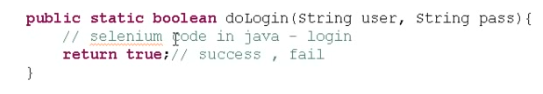 public static boolean doLogin(String user, String pass){
// selenium code in java - login
return true;// success , fail
}